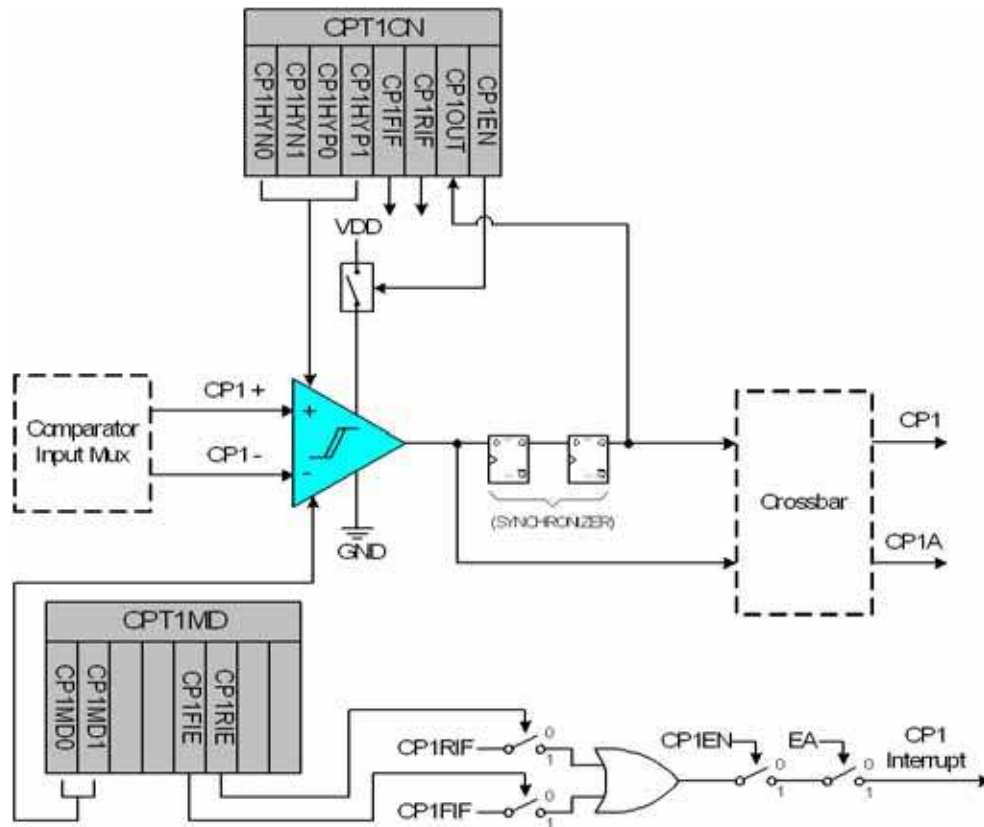 CPT1CN
CP1HYN0
CP1HYN1
CP1HYP0
CP1HYP1
CP1FIF
CP1RIF
CP1OUT
CP1EN
VDD
Comparator
Input Mux
CP1 +
CP1 -
+
-
GND
(SYNCHRONIZER)
Crossbar
CP1
CP1A
CPT1MD
CP1MD0
CP1MD1
CP1FIE
CP1RIE
CP1RIF
0
1
CP1FIF
0
1
CP1EN
0
1
EA
0
1
CP1
Interrupt